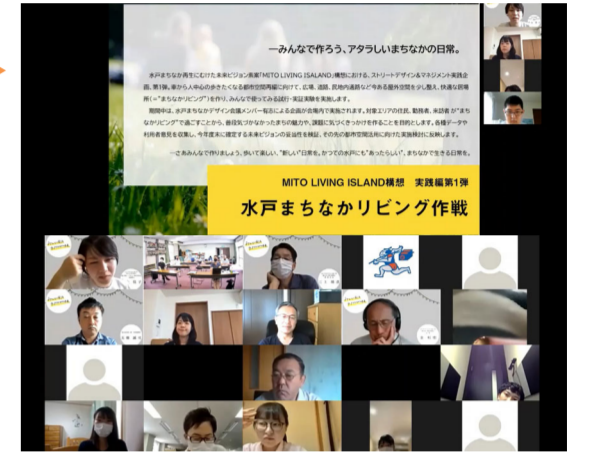 ―みんなで作ろう、アタラしいまちなかの日常。
水戸まちなか再生にむけた未来ビジョン素案「MITO LIVING ISALAND」構想における、ストリートデザイン&マネジメント実践企
画、第1弾。車から人中心の歩きたくなる都市空間再編に向けて、広場、道路、民地内通路など今ある屋外空間を少し整え、快適な居場
所（="まちなかリビング"）を作り、みんなで使ってみる試行・実証実験を実施します。
期間中は、水戸まちなかデザイン会議メンバー有志による企画が会場内で実施されます。対象エリアの住民、勤務者、来訪者が"まち
なかリビング"で過ごすことから、普段気づかなかったまちの魅力や、課題に気づくきっかけを作ることを目的とします。各種データや
利用者意見を収集し、今年度末に確定する未来ビジョンの妥当性を検証、その先の都市空間活用に向けた実施検討に反映します。
―さあみんなで作りましょう、歩いて楽しい、"新しい"日常を。かつての水戸にも"あったらしい"、まちなかで生きる日常を。
MITO LIVING ISLAND構想　実践編第1弾
水戸まちなかリビング作戦